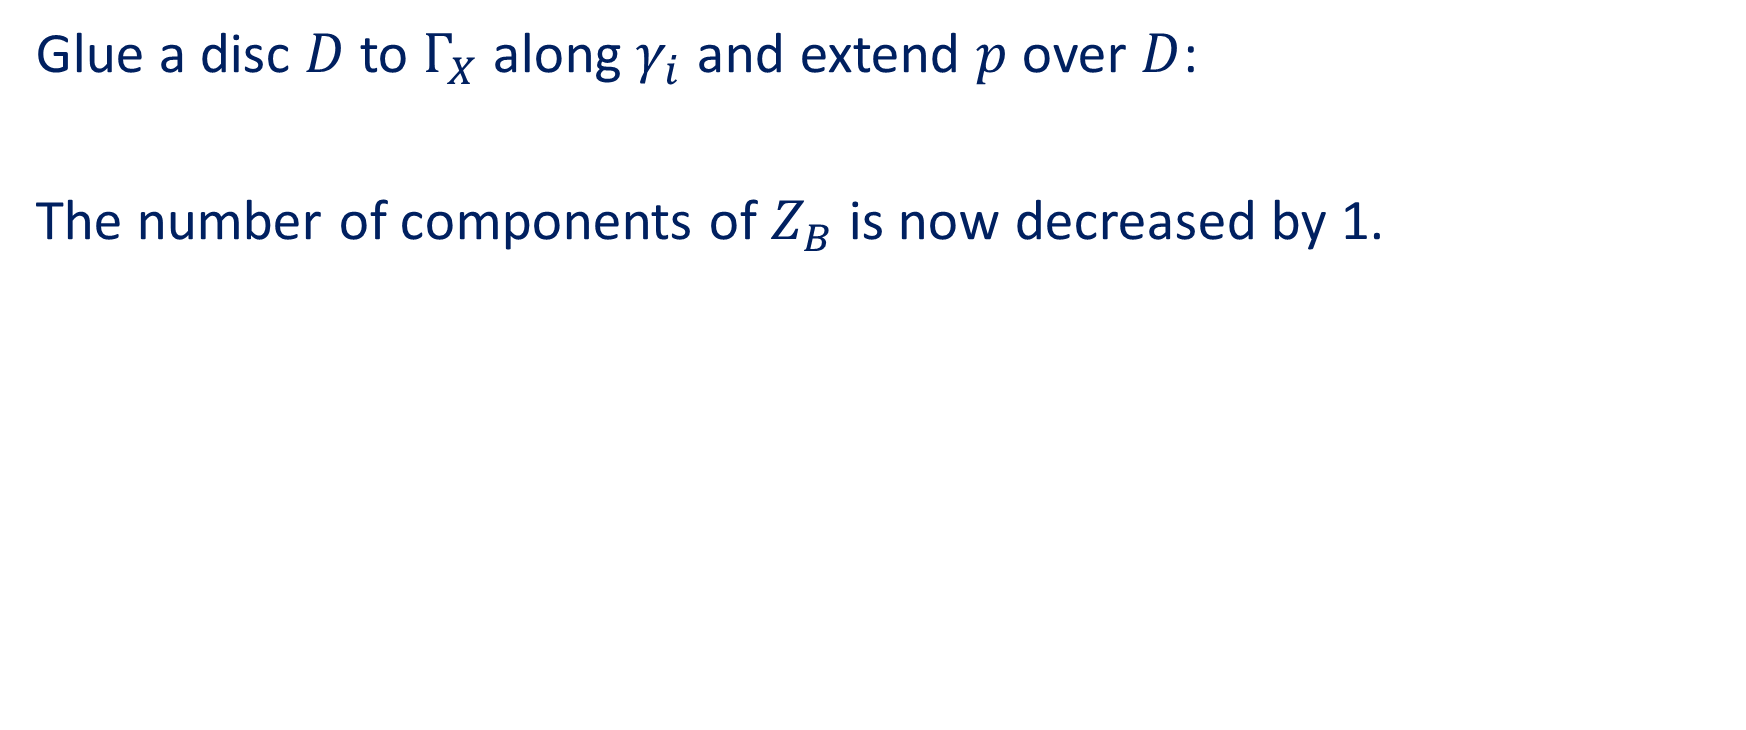 Glue a disc 𝐷 to Γ_𝑋 along 𝛾_𝑖 and extend 𝑝 over 𝐷:
The number of components of 𝑍_𝐵 is now decreased by 1.